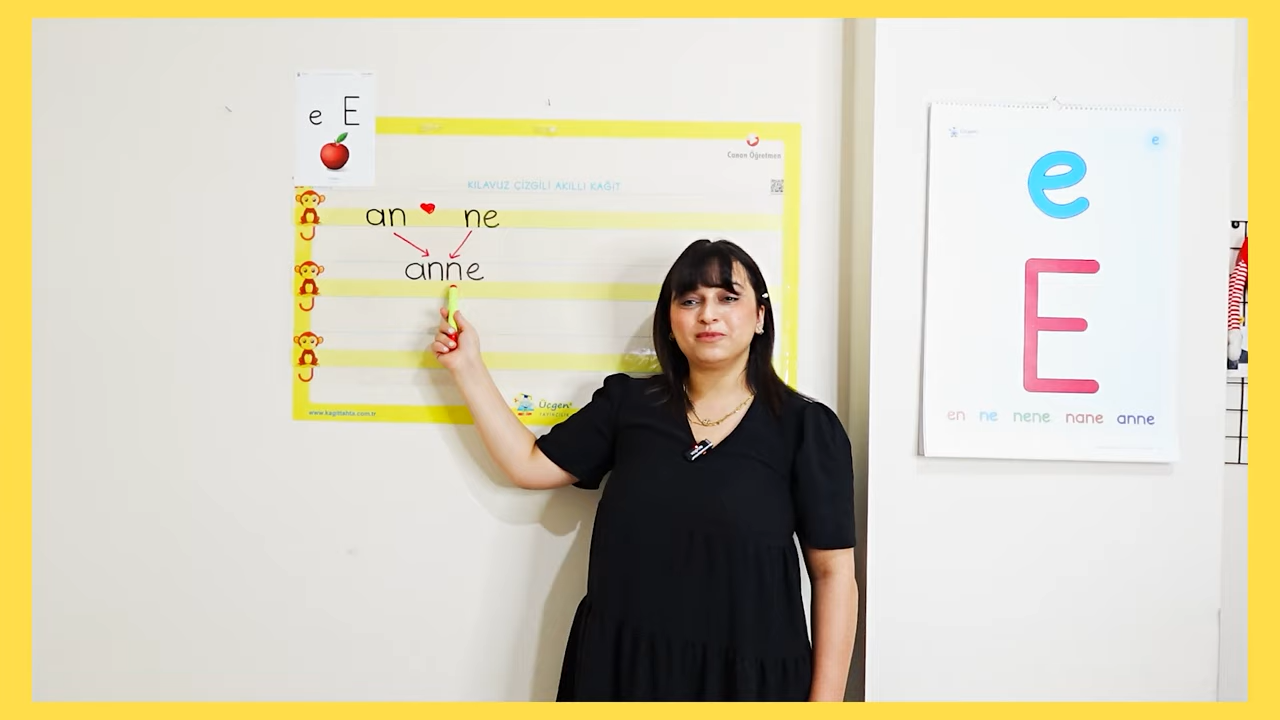 e E
Canan Öğretmen
KILAVUZ ÇİZGİLİ AKILLI KAĞIT
an ne
anne
www.kagittahta.com.tr
Üçgen
e
e
E
en ne nene nane anne